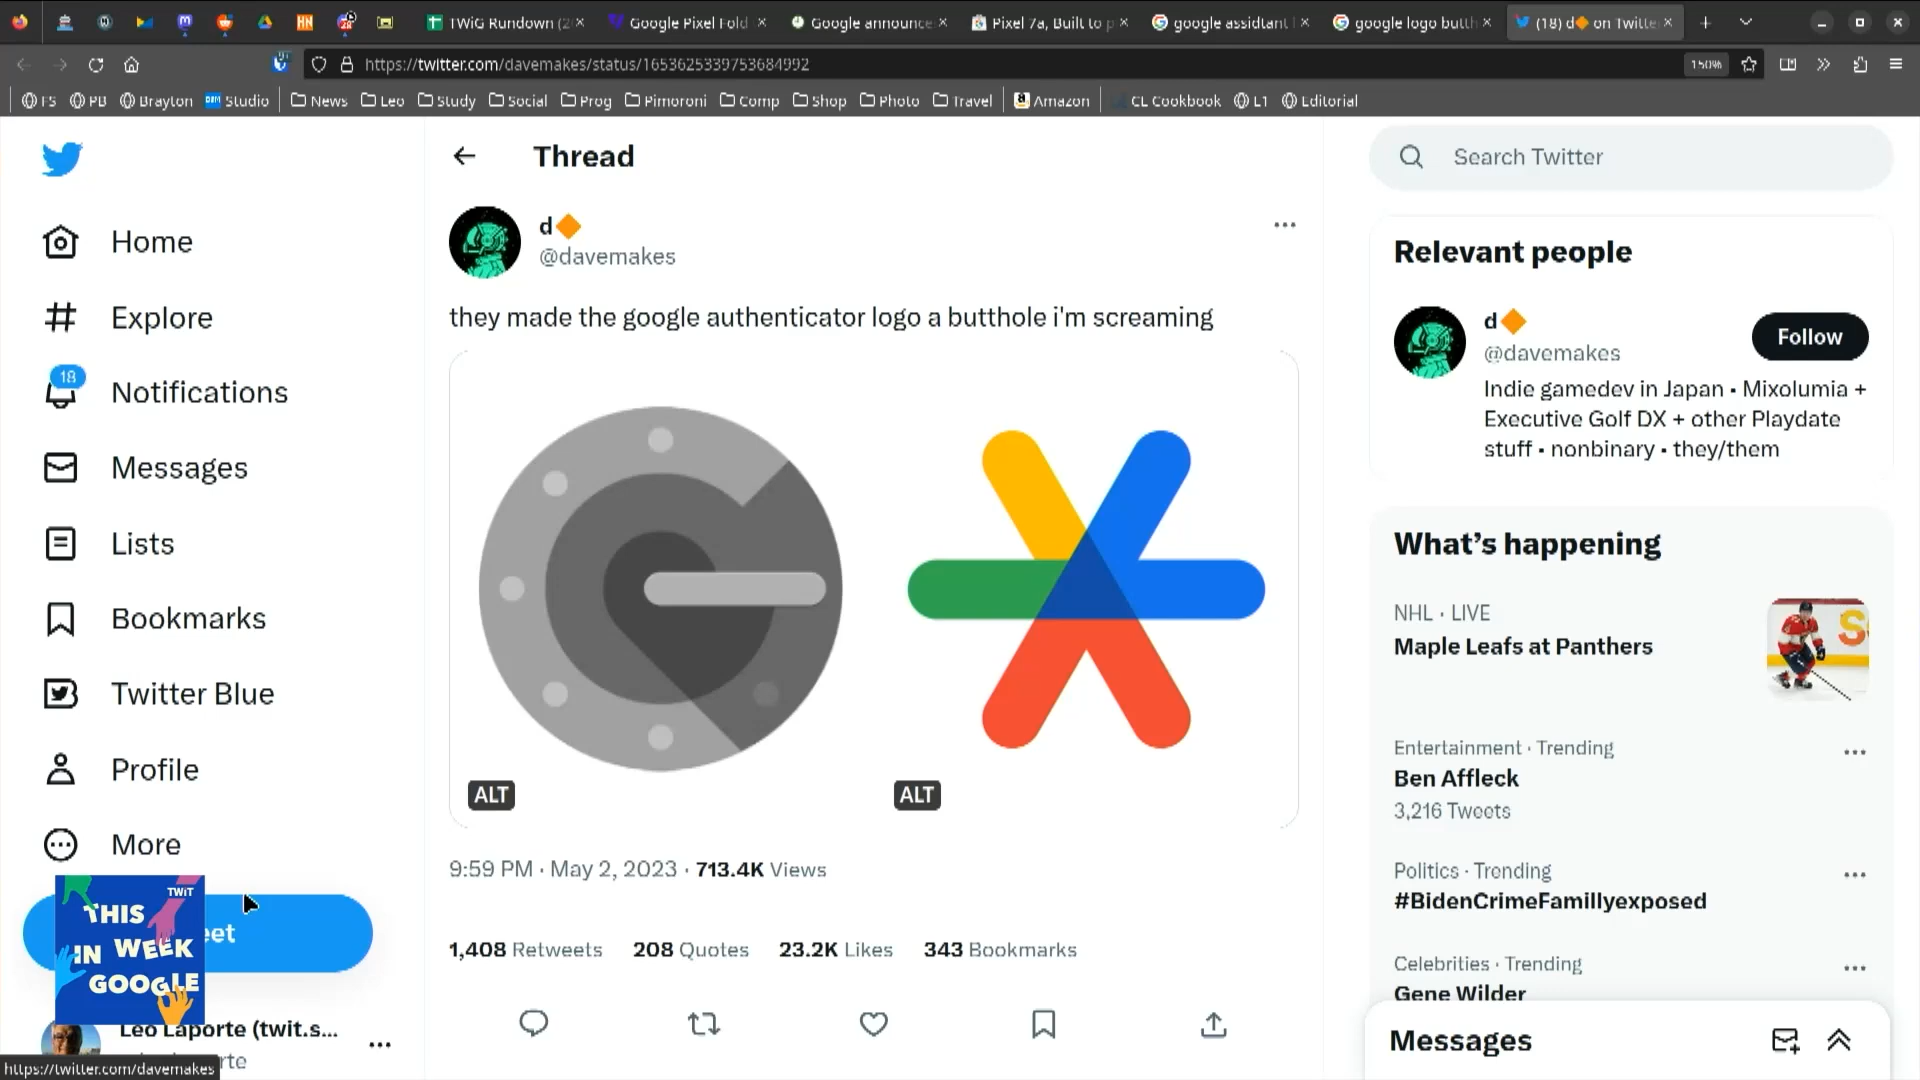 TWiG Rundown (2
Google Pixel Fold
Google announce
Pixel 7a, Built to p
google assidtant l
google logo butth
(18) d🔶 on Twitte
https://twitter.com/davemakes/status/1653625339753684992
150%
FS
PB
Brayton
Studio
News
Leo
Study
Social
Prog
Pimoroni
Comp
Shop
Photo
Travel
Amazon
CL Cookbook
L1
Editorial
Home
Explore
18
Notifications
Messages
Lists
Bookmarks
Twitter Blue
Profile
More
eet
TWiT
THIS
IN WEEK
GOOGLE
Leo Laporte (twit.s...
rte
https://twitter.com/davemakes
Thread
d🔶
@davemakes
they made the google authenticator logo a butthole i'm screaming
ALT
ALT
9:59 PM · May 2, 2023 · 713.4K Views
1,408 Retweets 208 Quotes 23.2K Likes 343 Bookmarks
Search Twitter
Relevant people
d🔶
@davemakes
Follow
Indie gamedev in Japan • Mixolumia +
Executive Golf DX + other Playdate
stuff • nonbinary • they/them
What's happening
NHL · LIVE
Maple Leafs at Panthers
Entertainment · Trending
Ben Affleck
3,216 Tweets
Politics · Trending
#BidenCrimeFamillyexposed
Celebrities · Trending
Gene Wilder
Messages